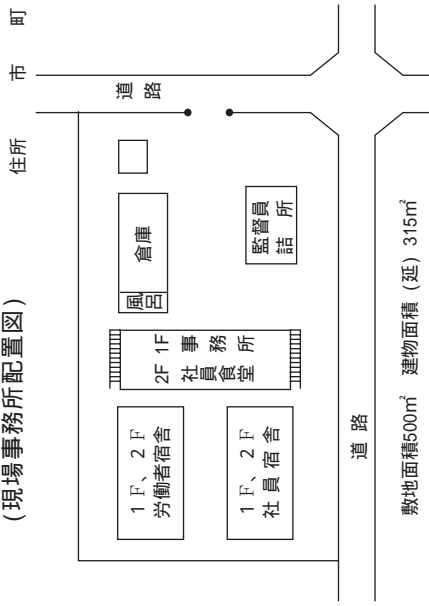 (現場事務所配置図)
住所　　市　　町
道路
倉庫
風呂
監督員
詰所
1F 事務所
2F 社員食堂
1F、2F
労働者宿舎
1F、2F
社員宿舎
道路
敷地面積500㎡　建物面積(延)315㎡